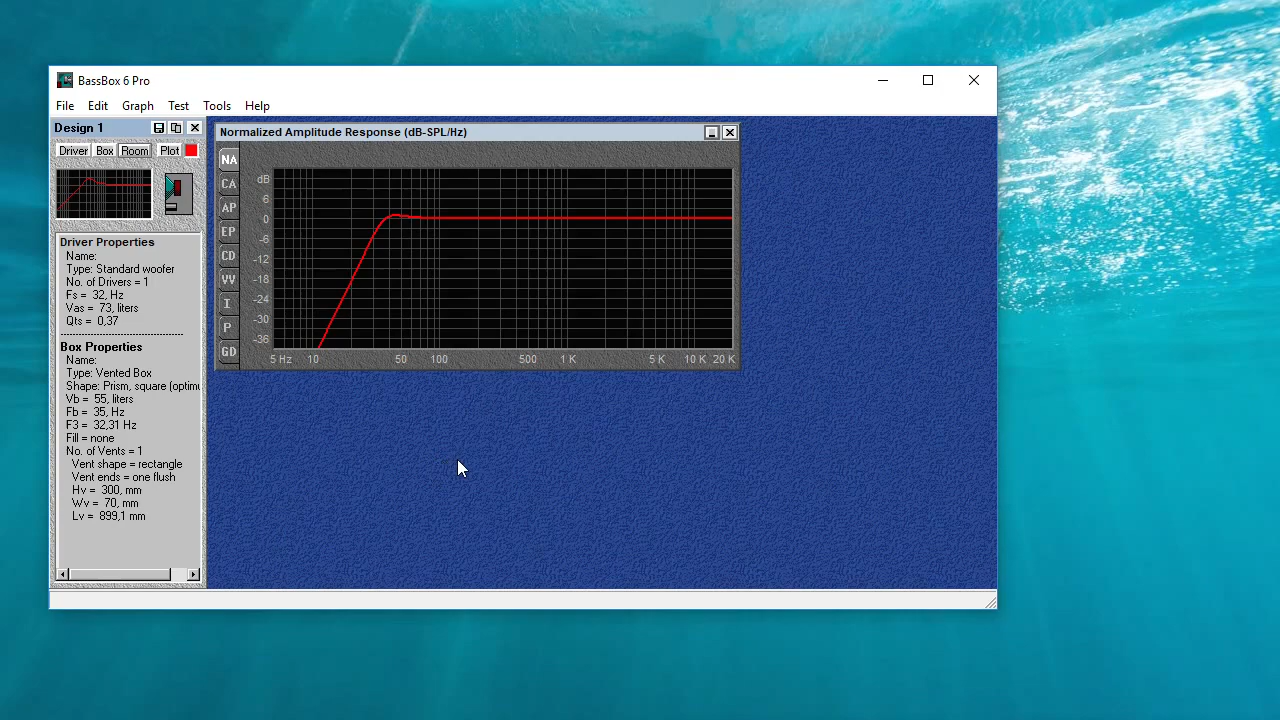 BassBox 6 Pro
File Edit Graph Test Tools Help
Design 1
Driver Box Room Plot
Driver Properties
Name:
Type: Standard woofer
No. of Drivers = 1
Fs = 32, Hz
Vas = 73, liters
Qts = 0,37
Box Properties
Name:
Type: Vented Box
Shape: Prism, square (optimu
Vb = 55, liters
Fb = 35, Hz
F3 = 32,31 Hz
Fill = none
No. of Vents = 1
Vent shape = rectangle
Vent ends = one flush
Hv = 300, mm
Wv = 70, mm
Lv = 899,1 mm
Normalized Amplitude Response (dB-SPL/Hz)
NA
CA
AP
EP
CD
VV
I
P
GD
dB
6
0
-6
-12
-18
-24
-30
-36
5 Hz 10 50 100 500 1 K 5 K 10 K 20 K